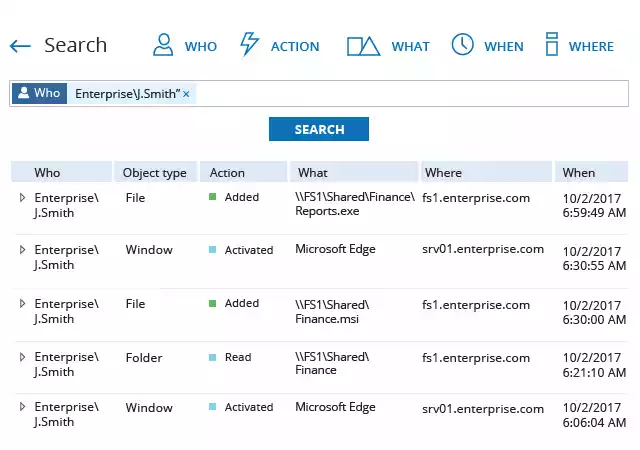 Search WHO ACTION WHAT WHEN WHERE
Who Enterprise\J.Smith" ×
SEARCH
Who Object type Action What Where When
Enterprise\ File Added \\FS1\Shared\Finance\ fs1.enterprise.com 10/2/2017
J.Smith Reports.exe 6:59:49 AM
Enterprise\ Window Activated Microsoft Edge srv01.enterprise.com 10/2/2017
J.Smith 6:30:55 AM
Enterprise\ File Added \\FS1\Shared\ fs1.enterprise.com 10/2/2017
J.Smith Finance.msi 6:30:00 AM
Enterprise\ Folder Read \\FS1\Shared\ fs1.enterprise.com 10/2/2017
J.Smith Finance 6:21:10 AM
Enterprise\ Window Activated Microsoft Edge srv01.enterprise.com 10/2/2017
J.Smith 6:06:04 AM